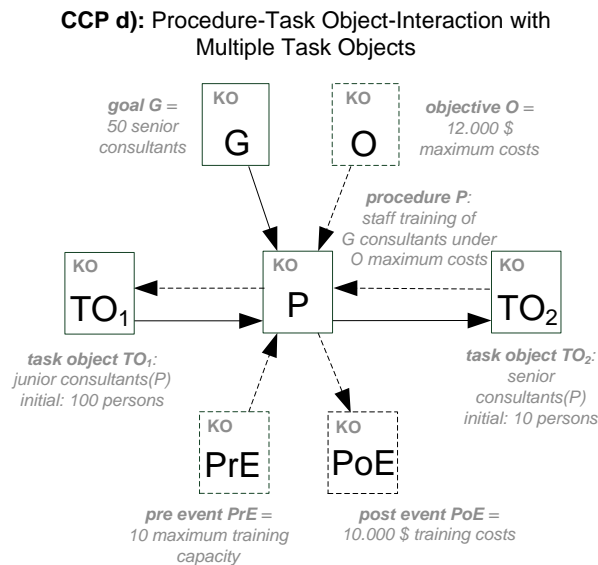 CCP d): Procedure-Task Object-Interaction with
Multiple Task Objects
goal G =
50 senior
consultants
KO
G
KO
O
objective O =
12.000 $
maximum costs
procedure P:
staff training of
G consultants under
O maximum costs
KO
TO1
KO
P
KO
TO2
task object TO1:
junior consultants(P)
initial: 100 persons
task object TO2:
senior
consultants(P)
initial: 10 persons
KO
PrE
KO
PoE
pre event PrE =
10 maximum training
capacity
post event PoE =
10.000 $ training costs